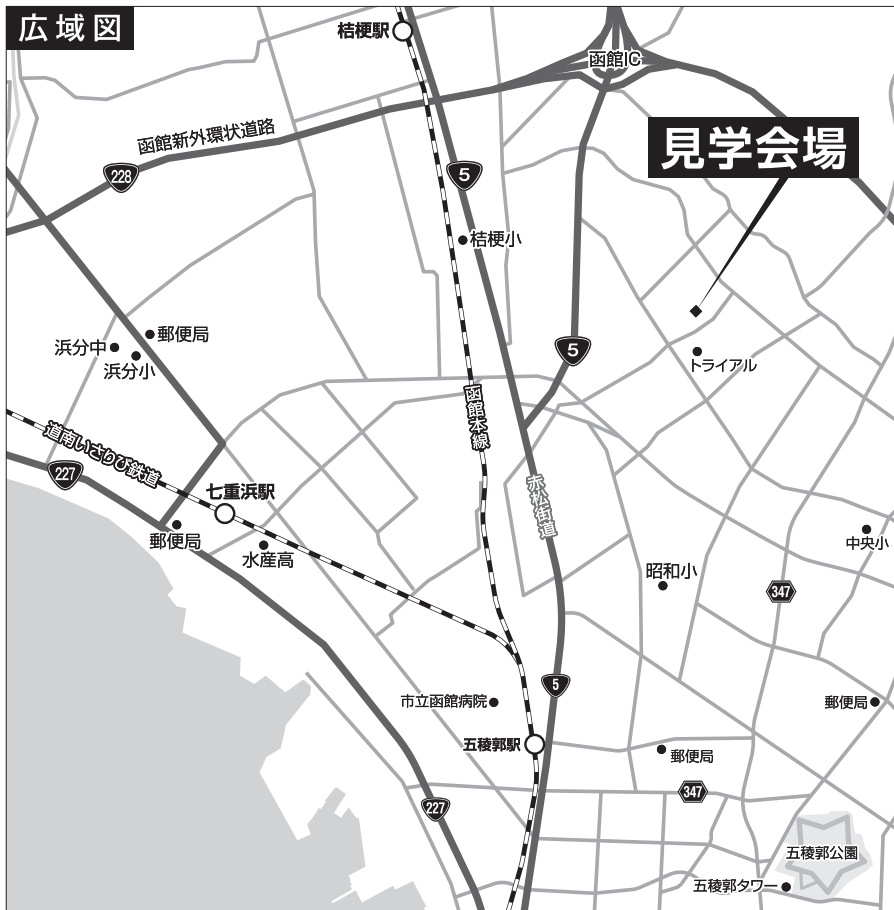 広域図
桔梗駅
函館IC
函館新外環状道路
見学会場
228
5
桔梗小
郵便局
浜分中
浜分小
5
トライアル
函館本線
道南いさりび鉄道
227
七重浜駅
赤松街道
郵便局
水産高
中央小
昭和小
347
市立函館病院
5
郵便局
五稜郭駅
郵便局
347
227
五稜郭公園
五稜郭タワー